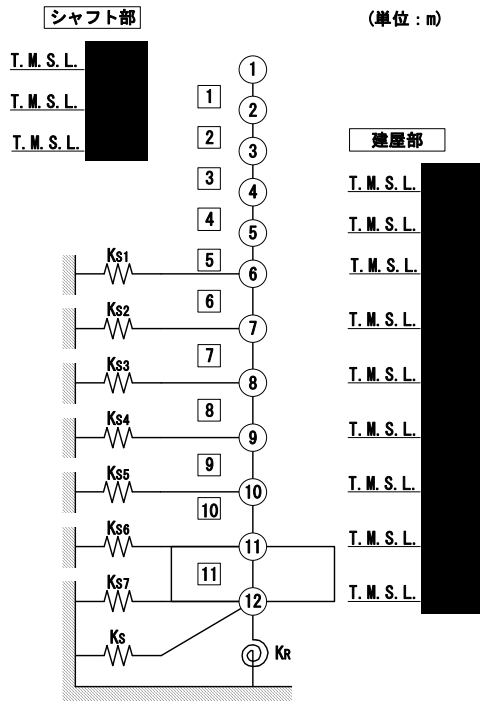 シャフト部
(単位：m)
T.M.S.L.
T.M.S.L.
T.M.S.L.
建屋部
T.M.S.L.
T.M.S.L.
T.M.S.L.
T.M.S.L.
T.M.S.L.
T.M.S.L.
T.M.S.L.
T.M.S.L.
T.M.S.L.
1
2
3
4
5
6
7
8
9
10
11
12
1
2
3
4
5
6
7
8
9
10
11
KS1
KS2
KS3
KS4
KS5
KS6
KS7
KS
KR